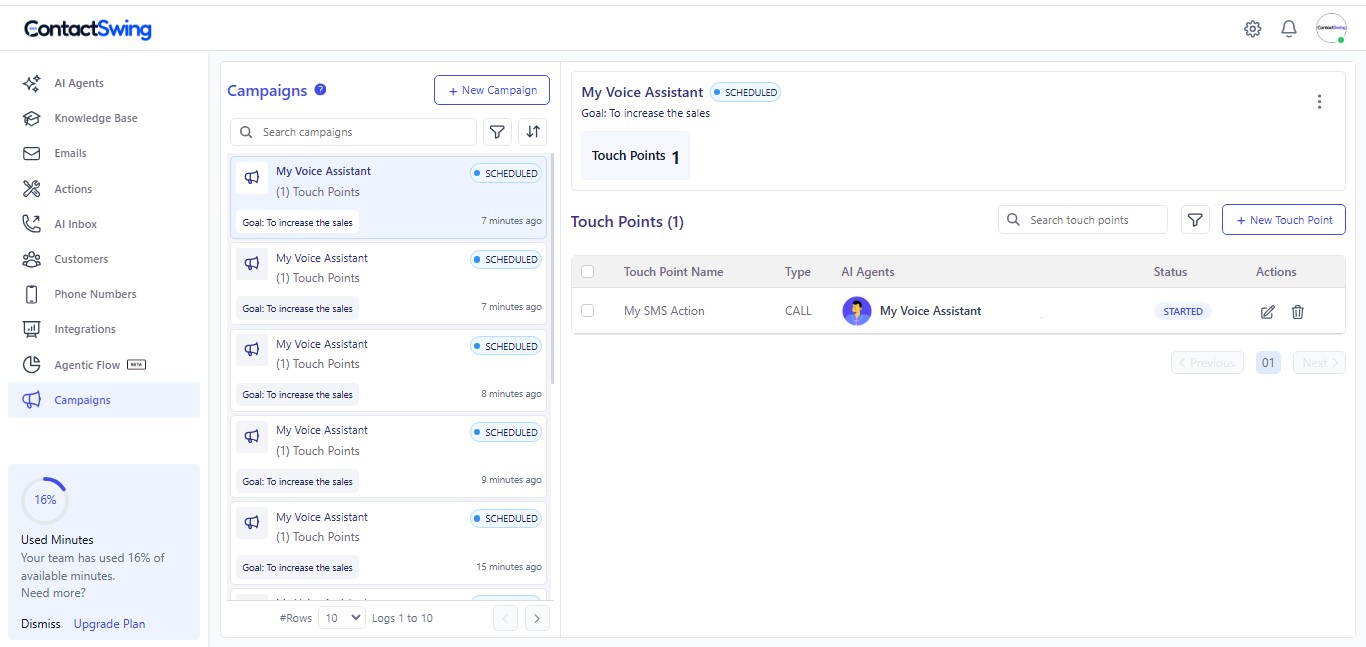 ContactSwing
AI Agents
Knowledge Base
Emails
Actions
AI Inbox
Customers
Phone Numbers
Integrations
Agentic Flow BETA
Campaigns
16%
Used Minutes
Your team has used 16% of
available minutes.
Need more?
Dismiss Upgrade Plan
Campaigns ?
+ New Campaign
Search campaigns
My Voice Assistant SCHEDULED
(1) Touch Points
Goal: To increase the sales 7 minutes ago
My Voice Assistant SCHEDULED
(1) Touch Points
Goal: To increase the sales 7 minutes ago
My Voice Assistant SCHEDULED
(1) Touch Points
Goal: To increase the sales 8 minutes ago
My Voice Assistant SCHEDULED
(1) Touch Points
Goal: To increase the sales 9 minutes ago
My Voice Assistant SCHEDULED
(1) Touch Points
Goal: To increase the sales 15 minutes ago
#Rows 10 Logs 1 to 10
My Voice Assistant SCHEDULED
Goal: To increase the sales
Touch Points 1
Touch Points (1)
Search touch points
+ New Touch Point
Touch Point Name Type AI Agents Status Actions
My SMS Action CALL My Voice Assistant STARTED
< Previous 01 Next >